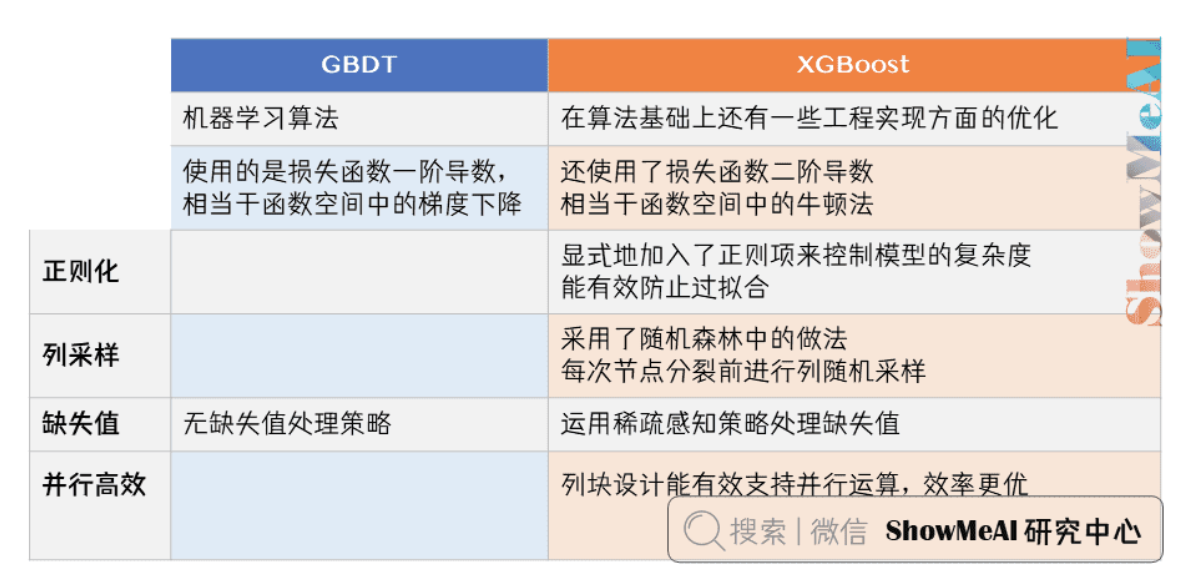 GBDT
XGBoost
机器学习算法
在算法基础上还有一些工程实现方面的优化
使用的是损失函数一阶导数，
相当于函数空间中的梯度下降
还使用了损失函数二阶导数
相当于函数空间中的牛顿法
正则化
显式地加入了正则项来控制模型的复杂度
能有效防止过拟合
列采样
采用了随机森林中的做法
每次节点分裂前进行列随机采样
缺失值
无缺失值处理策略
运用稀疏感知策略处理缺失值
并行高效
列块设计能有效支持并行运算，效率更优
搜索 | 微信 ShowMeAI 研究中心
ShowMeAI